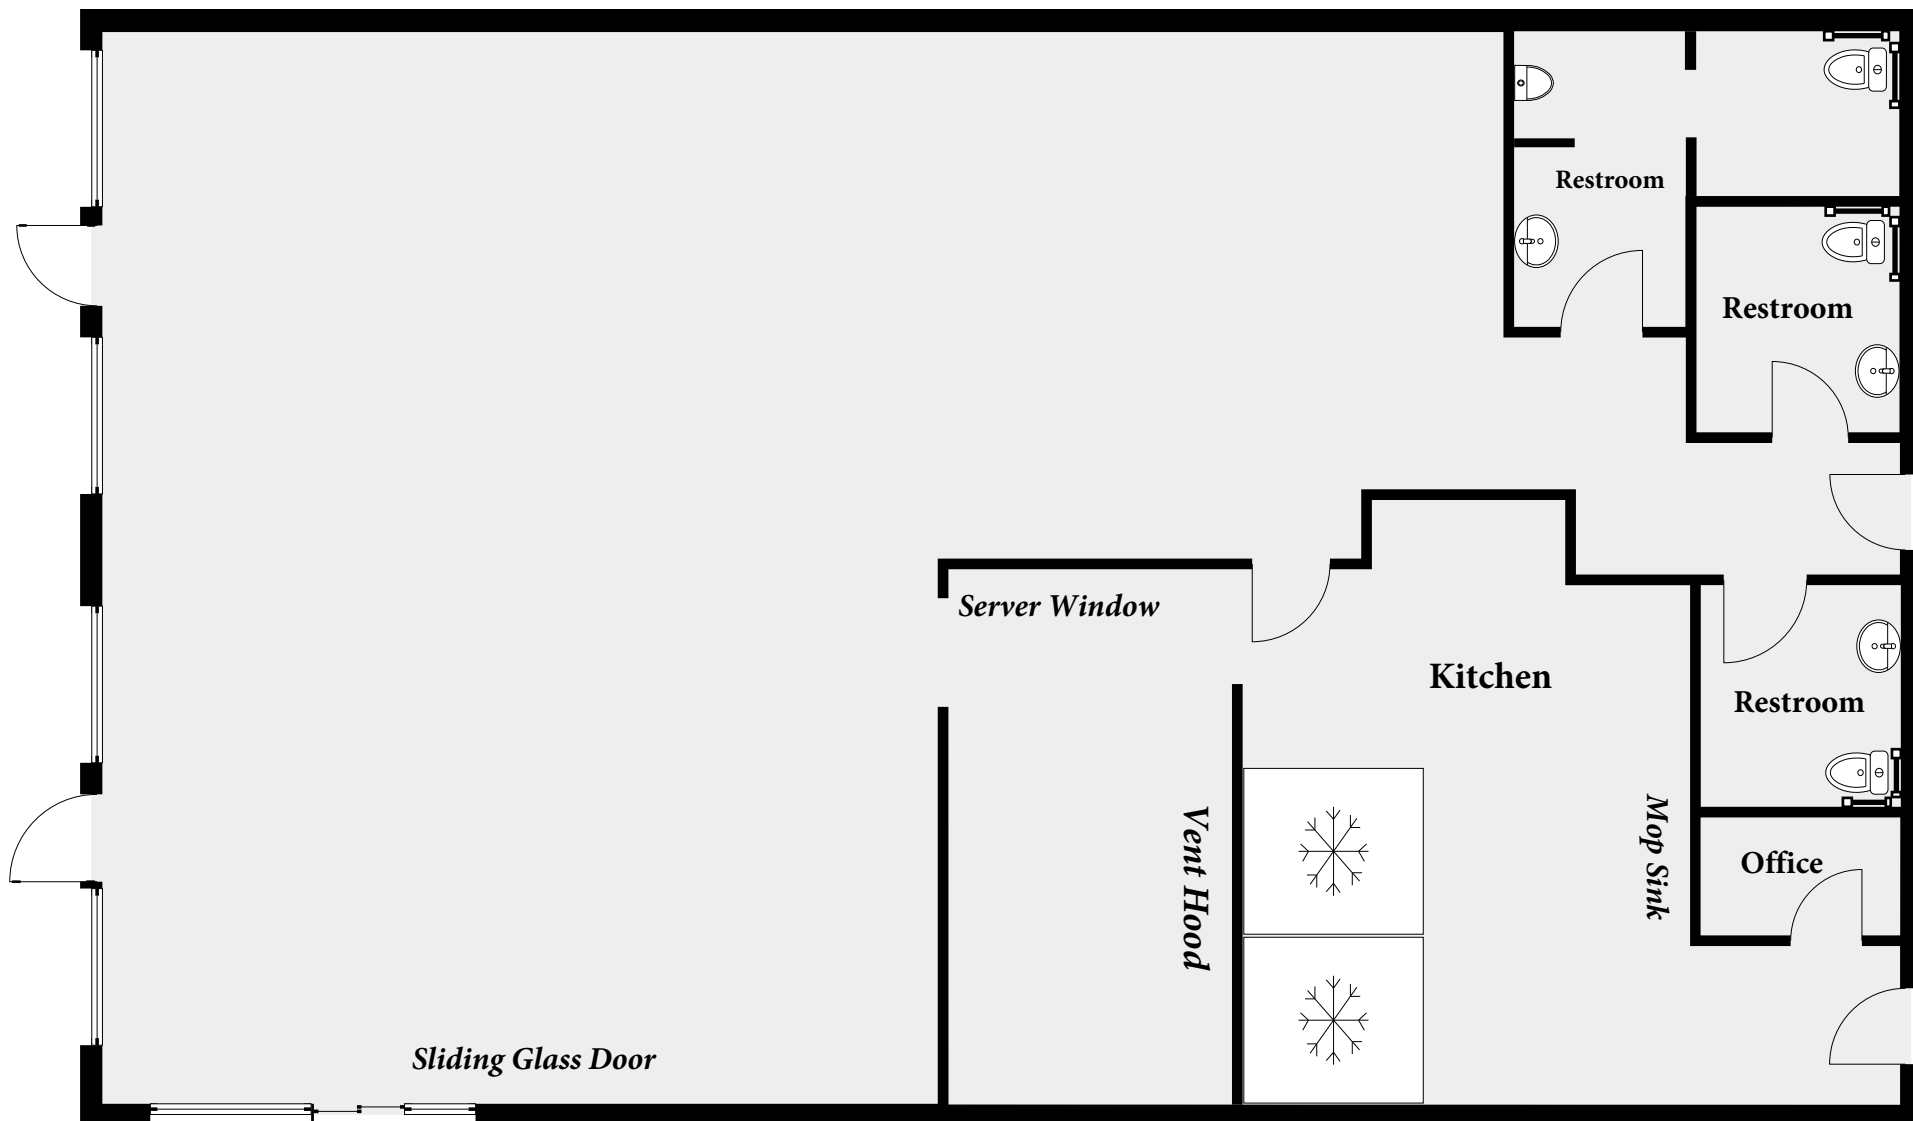 Restroom
Restroom
Server Window
Kitchen
Restroom
Mop Sink
Vent Hood
Office
Sliding Glass Door